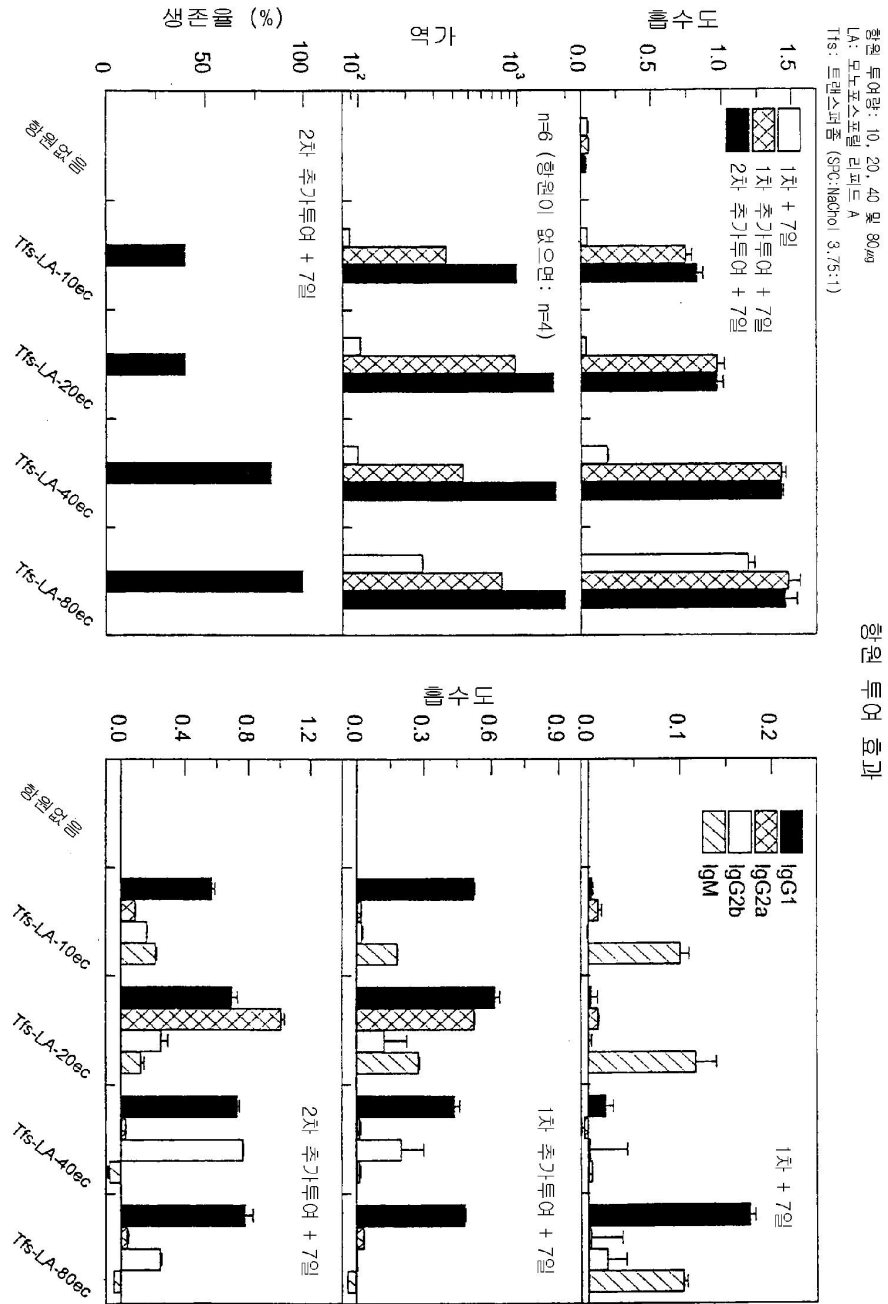 항원 투여 효과
항원 투여량: 10, 20, 40 및 80㎍
LA: 모노포스포릴 리피드 A
Tfs: 트랜스퍼좀 (SPC:NaChol 3.75:1)
흡수도
0.0 0.5 1.0 1.5
1차 + 7일
1차 추가투여 + 7일
2차 추가투여 + 7일
역가
10² 10³
n=6 (항원이 없으면: n=4)
생존율 (%)
0 50 100
2차 추가투여 + 7일
항원없음
Tfs-LA-10ec
Tfs-LA-20ec
Tfs-LA-40ec
Tfs-LA-80ec
0.0 0.1 0.2
IgG1
IgG2a
IgG2b
IgM
1차 + 7일
흡수도
0.0 0.3 0.6 0.9
1차 추가투여 + 7일
0.0 0.4 0.8 1.2
2차 추가투여 + 7일
항원없음
Tfs-LA-10ec
Tfs-LA-20ec
Tfs-LA-40ec
Tfs-LA-80ec